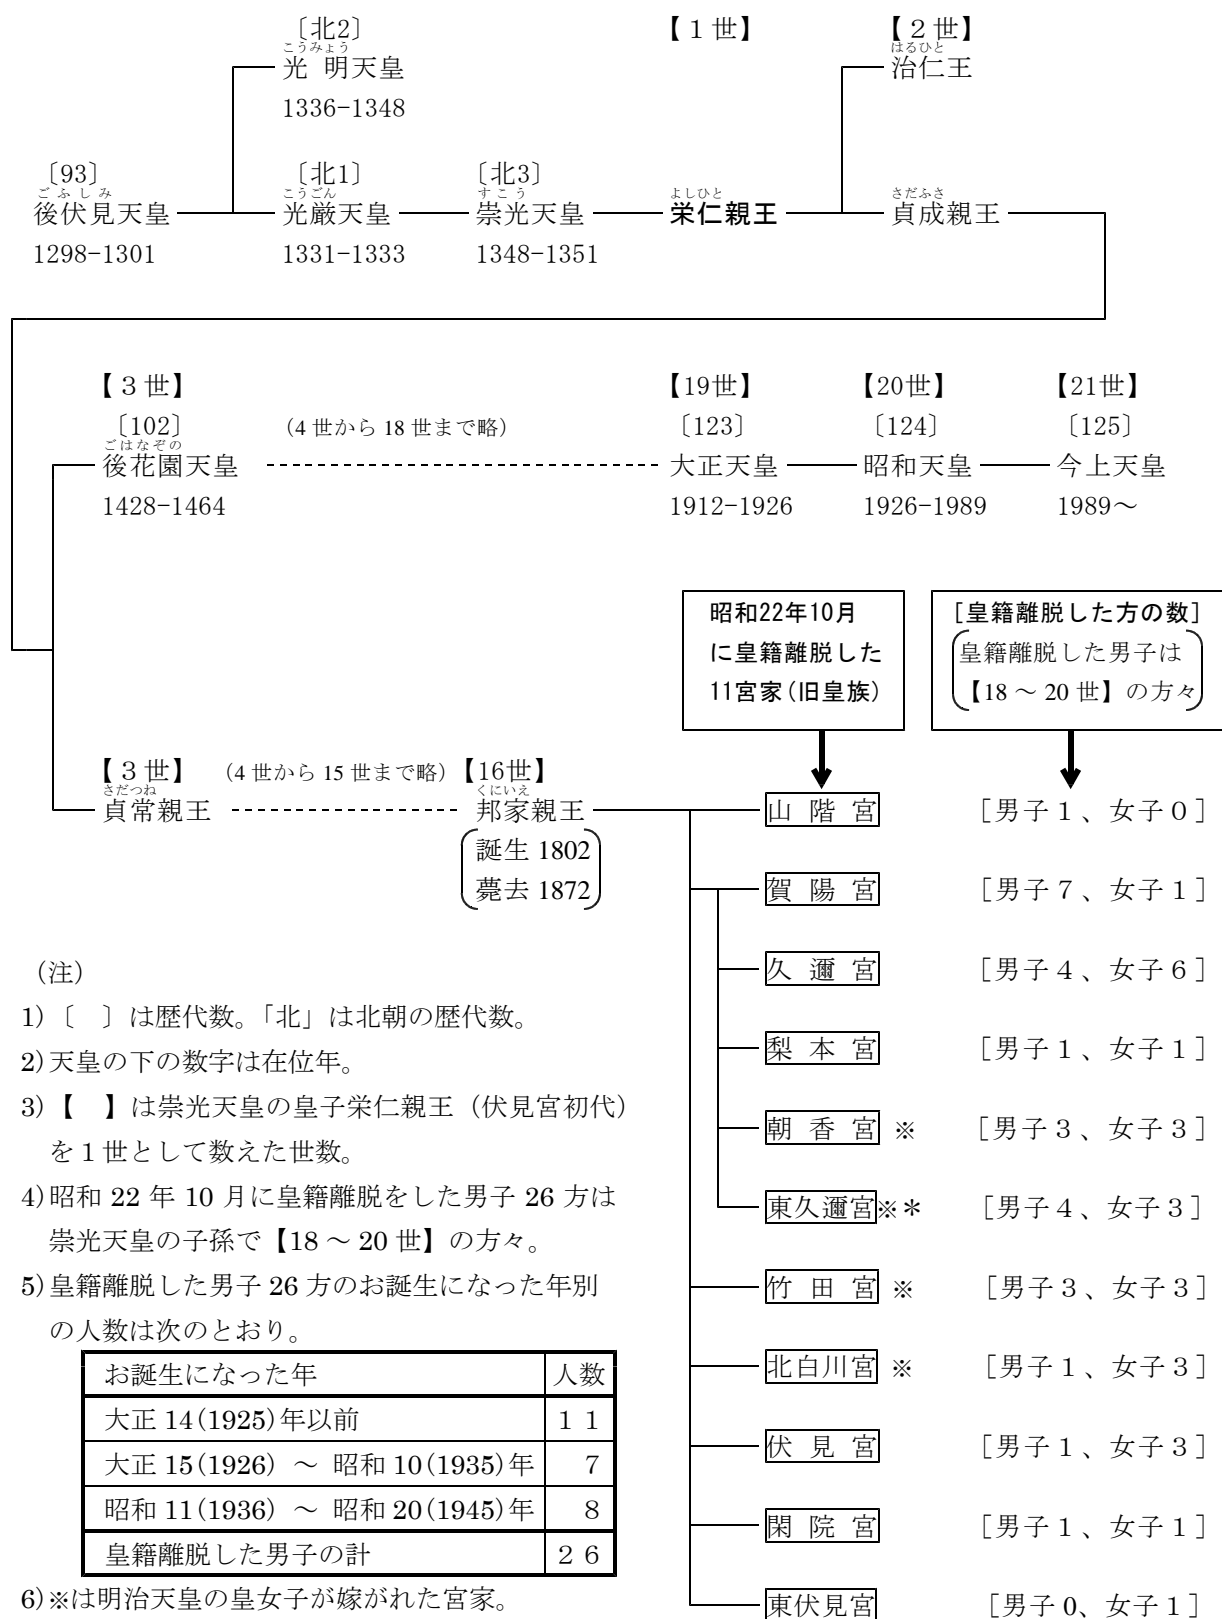 〔北2〕 【１世】 【２世】
こうみょう はるひと
光明天皇 治仁王
1336-1348
〔93〕 〔北1〕 〔北3〕
ごふしみ こうごん すこう よしひと さだふさ
後伏見天皇 光厳天皇 崇光天皇 栄仁親王 貞成親王
1298-1301 1331-1333 1348-1351
【３世】 【19世】 【20世】 【21世】
〔102〕 （4世から18世まで略） 〔123〕 〔124〕 〔125〕
ごはなぞの
後花園天皇 大正天皇 昭和天皇 今上天皇
1428-1464 1912-1926 1926-1989 1989～
昭和22年10月
に皇籍離脱した
11宮家(旧皇族)
[皇籍離脱した方の数]
皇籍離脱した男子は
【18～20世】の方々
【３世】 （4世から15世まで略） 【16世】
さだつね くにいえ
貞常親王 邦家親王
誕生 1802
薨去 1872
山階宮 ［男子１、女子０］
賀陽宮 ［男子７、女子１］
久邇宮 ［男子４、女子６］
梨本宮 ［男子１、女子１］
朝香宮 ※ ［男子３、女子３］
東久邇宮※＊ ［男子４、女子３］
竹田宮 ※ ［男子３、女子３］
北白川宮 ※ ［男子１、女子３］
伏見宮 ［男子１、女子３］
閑院宮 ［男子１、女子１］
東伏見宮 ［男子0、女子１］
（注）
1)〔　〕は歴代数。「北」は北朝の歴代数。
2)天皇の下の数字は在位年。
3)【　】は崇光天皇の皇子栄仁親王（伏見宮初代）
を１世として数えた世数。
4)昭和 22 年 10 月に皇籍離脱をした男子 26 方は
崇光天皇の子孫で【18～20世】の方々。
5)皇籍離脱した男子 26 方のお誕生になった年別
の人数は次のとおり。
お誕生になった年 人数
大正 14(1925)年以前 １１
大正 15(1926) ～ 昭和 10(1935)年 ７
昭和 11(1936) ～ 昭和 20(1945)年 ８
皇籍離脱した男子の計 ２６
6)※は明治天皇の皇女子が嫁がれた宮家。